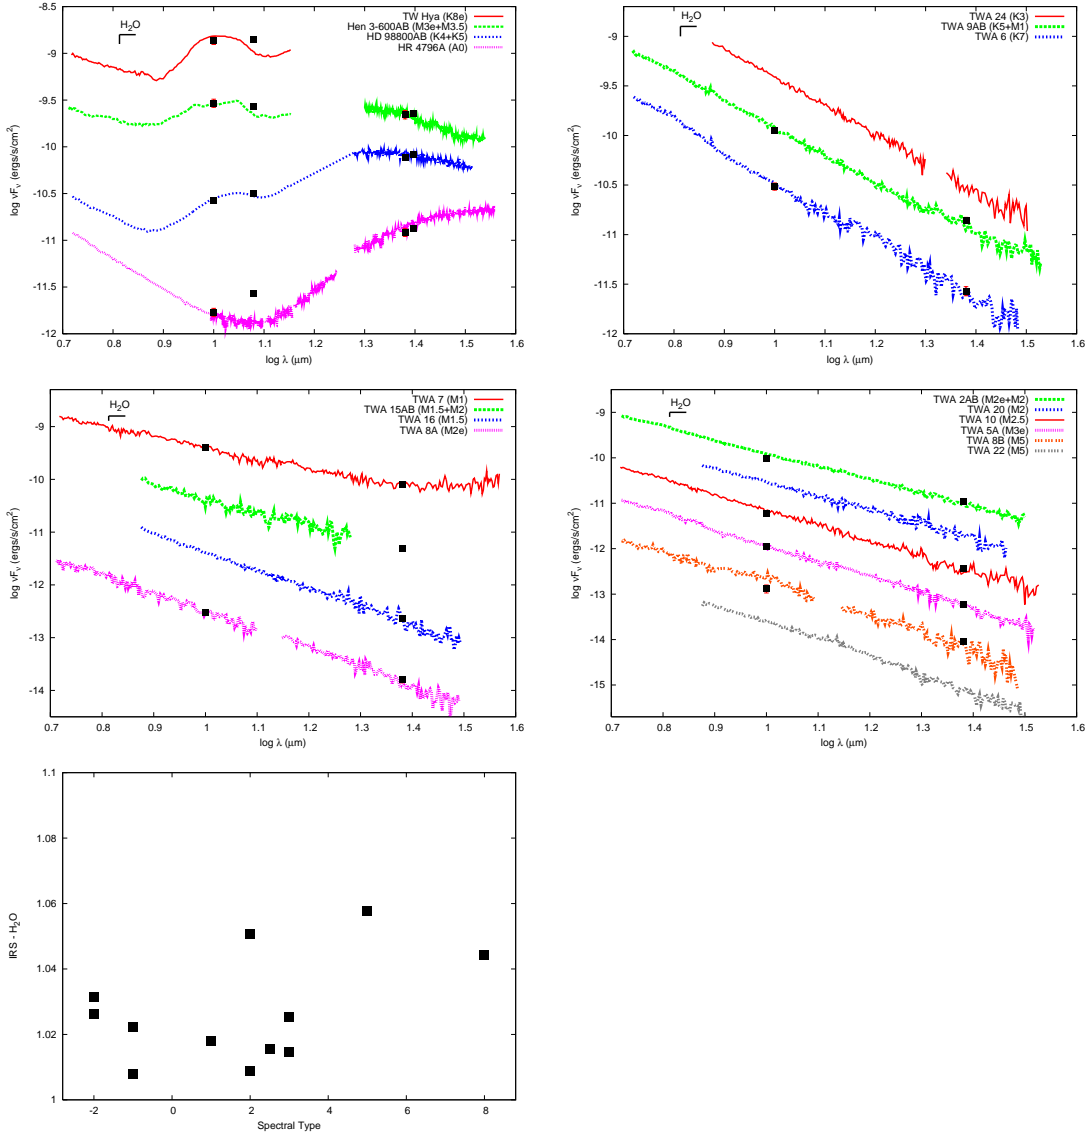 TW Hya (K8e)
Hen 3-600AB (M3e+M3.5)
HD 98800AB (K4+K5)
HR 4796A (A0)
H2O
-8.5
-9
-9.5
-10
-10.5
-11
-11.5
-12
log νFν (ergs/s/cm2)
0.7 0.8 0.9 1 1.1 1.2 1.3 1.4 1.5 1.6
log λ (μm)
TWA 24 (K3)
TWA 9AB (K5+M1)
TWA 6 (K7)
H2O
-9
-9.5
-10
-10.5
-11
-11.5
-12
log νFν (ergs/s/cm2)
0.7 0.8 0.9 1 1.1 1.2 1.3 1.4 1.5 1.6
log λ (μm)
TWA 7 (M1)
TWA 15AB (M1.5+M2)
TWA 16 (M1.5)
TWA 8A (M2e)
H2O
-9
-10
-11
-12
-13
-14
log νFν (ergs/s/cm2)
0.7 0.8 0.9 1 1.1 1.2 1.3 1.4 1.5 1.6
log λ (μm)
TWA 2AB (M2e+M2)
TWA 20 (M2)
TWA 10 (M2.5)
TWA 5A (M3e)
TWA 8B (M5)
TWA 22 (M5)
H2O
-9
-10
-11
-12
-13
-14
-15
log νFν (ergs/s/cm2)
0.7 0.8 0.9 1 1.1 1.2 1.3 1.4 1.5 1.6
log λ (μm)
1.1
1.08
1.06
1.04
1.02
1
IRS - H2O
-2 0 2 4 6 8
Spectral Type